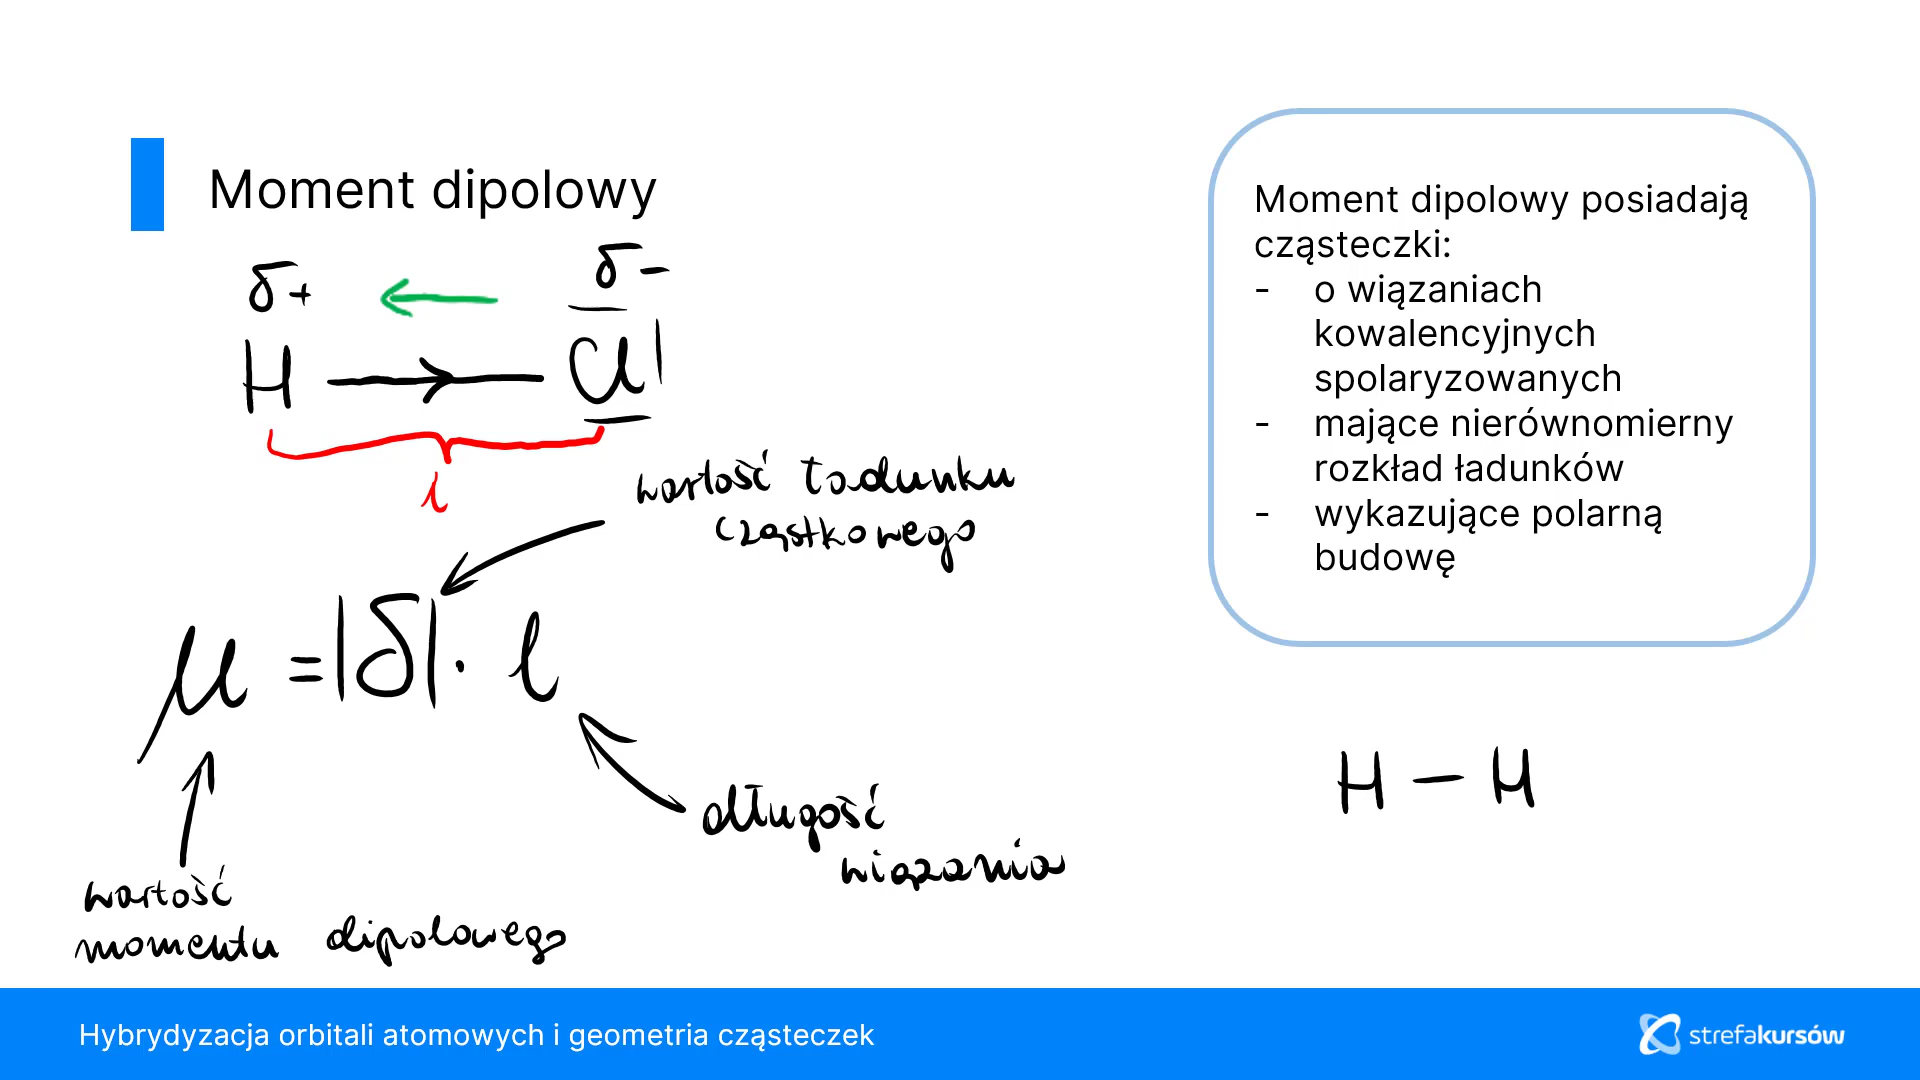 Moment dipolowy
δ+ δ-
H Cl
l
wartość ładunku
cząstkowego
μ = |δ| · l
długość
wiązania
wartość
momentu dipolowego
Moment dipolowy posiadają
cząsteczki:
- o wiązaniach
kowalencyjnych
spolaryzowanych
- mające nierównomierny
rozkład ładunków
- wykazujące polarną
budowę
H - H
Hybrydyzacja orbitali atomowych i geometria cząsteczek
strefakursów